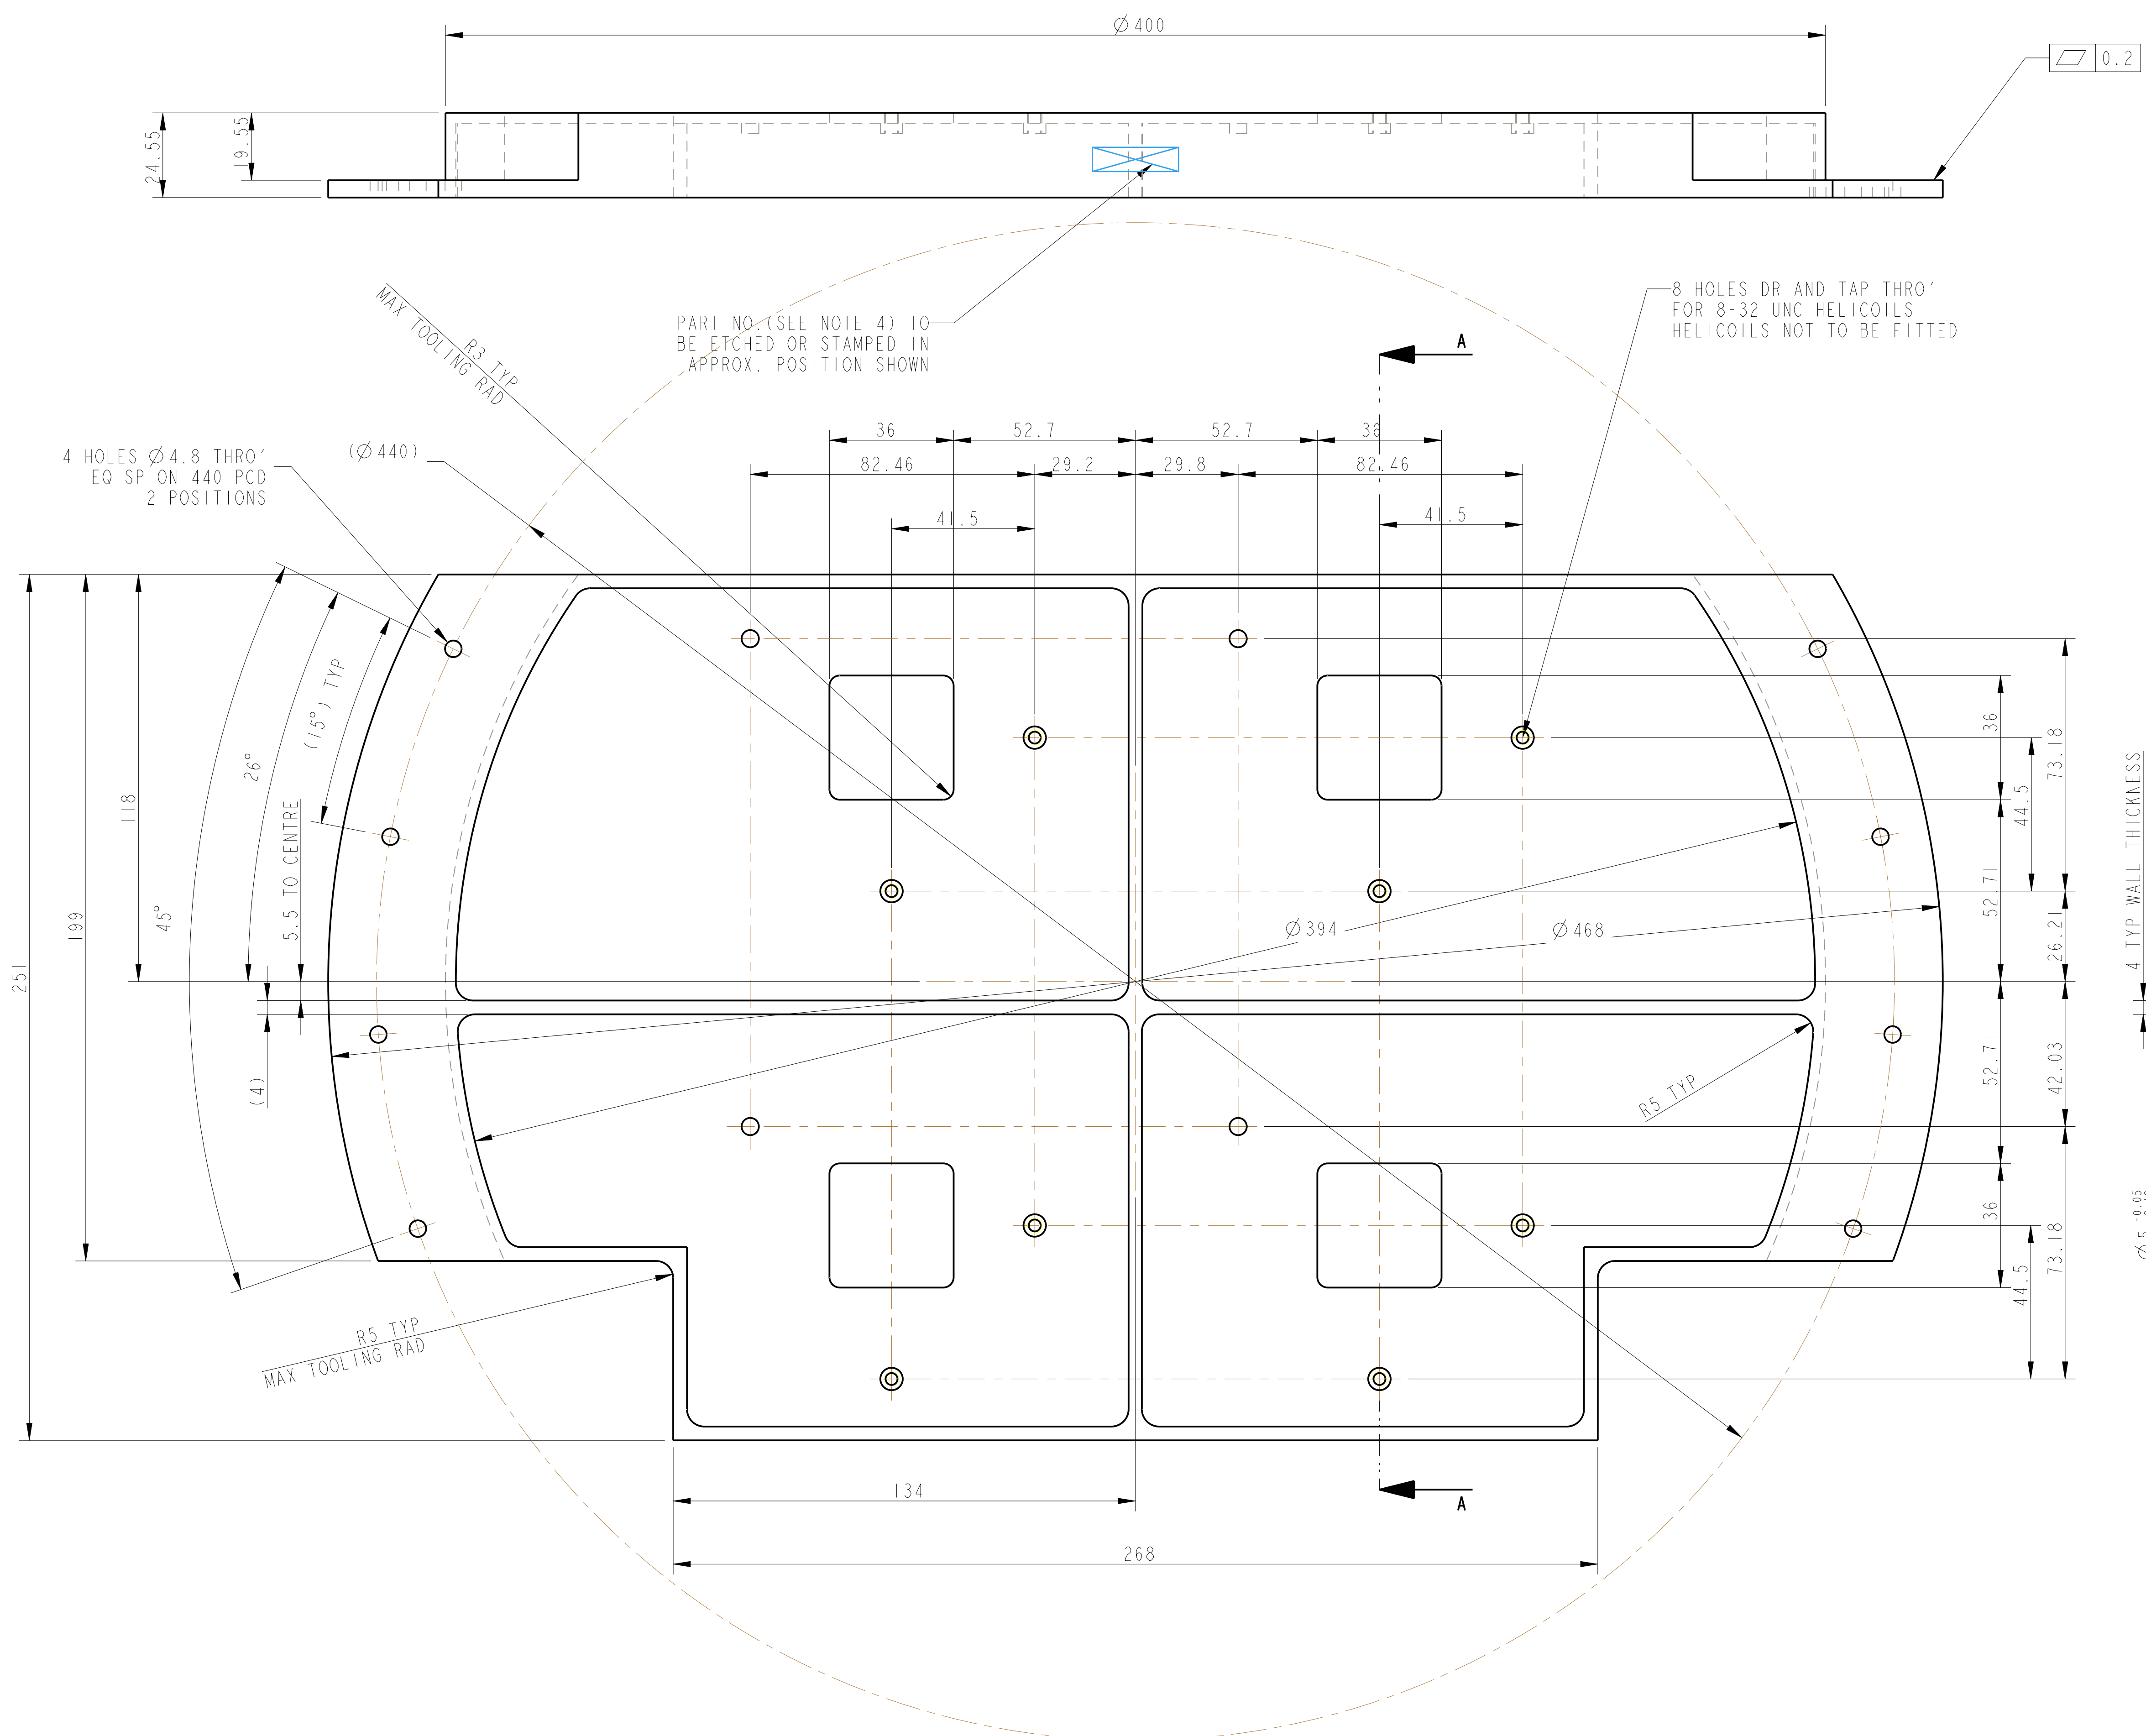 Ø400
0.2
24.55
19.55
PART NO.(SEE NOTE 4) TO
BE ETCHED OR STAMPED IN
APPROX. POSITION SHOWN
8 HOLES DR AND TAP THRO'
FOR 8-32 UNC HELICOILS
HELICOILS NOT TO BE FITTED
R3 TYP
MAX TOOLING RAD
A
4 HOLES Ø4.8 THRO'
EQ SP ON 440 PCD
2 POSITIONS
(Ø440)
36
52.7
52.7
36
82.46
29.2
29.8
82.46
41.5
41.5
251
199
118
45°
26°
(15°) TYP
5.5 TO CENTRE
(4)
Ø394
Ø468
36
73.18
44.5
52.71
26.21
52.71
42.03
36
73.18
44.5
4 TYP WALL THICKNESS
Ø5 -0.05
R5 TYP
R5 TYP
MAX TOOLING RAD
134
A
268